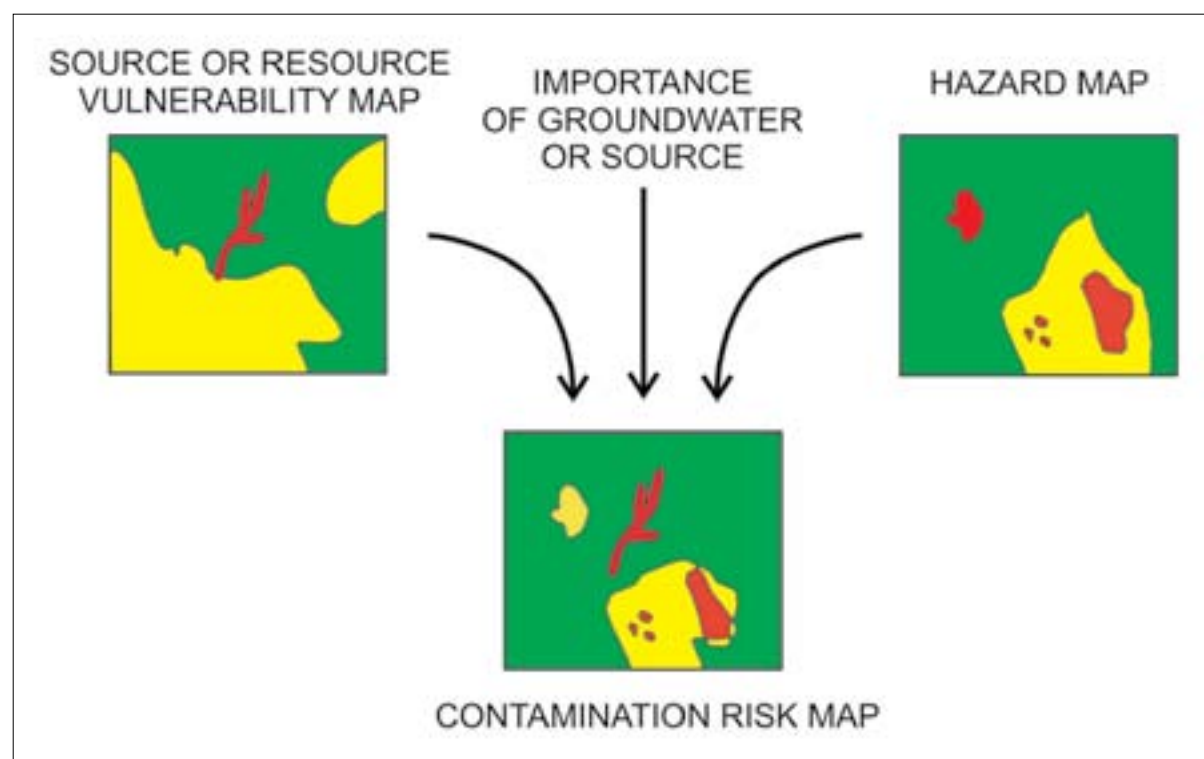 SOURCE OR RESOURCE
VULNERABILITY MAP
IMPORTANCE
OF GROUNDWATER
OR SOURCE
HAZARD MAP
CONTAMINATION RISK MAP